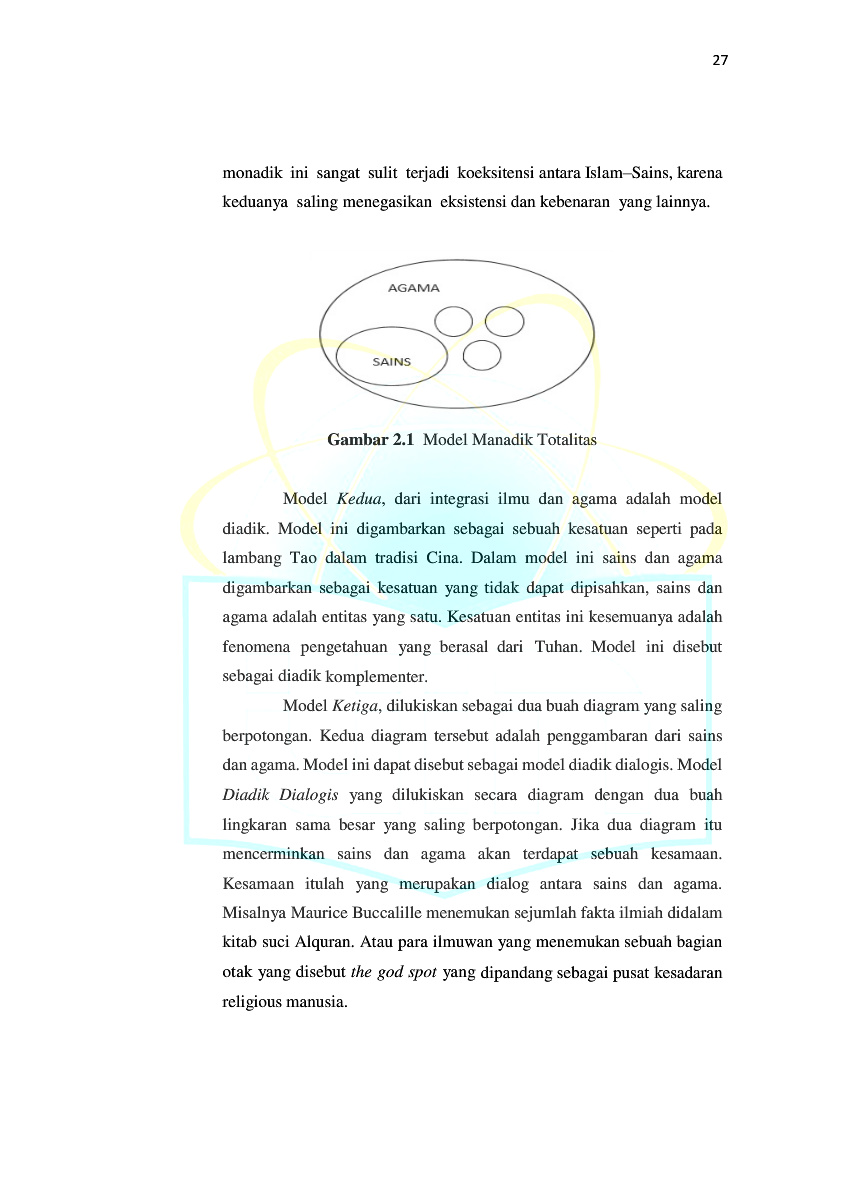 27
monadik ini sangat sulit terjadi koeksitensi antara Islam–Sains, karena
keduanya saling menegasikan eksistensi dan kebenaran yang lainnya.
AGAMA
SAINS
Gambar 2.1 Model Manadik Totalitas
Model Kedua, dari integrasi ilmu dan agama adalah model
diadik. Model ini digambarkan sebagai sebuah kesatuan seperti pada
lambang Tao dalam tradisi Cina. Dalam model ini sains dan agama
digambarkan sebagai kesatuan yang tidak dapat dipisahkan, sains dan
agama adalah entitas yang satu. Kesatuan entitas ini kesemuanya adalah
fenomena pengetahuan yang berasal dari Tuhan. Model ini disebut
sebagai diadik komplementer.
Model Ketiga, dilukiskan sebagai dua buah diagram yang saling
berpotongan. Kedua diagram tersebut adalah penggambaran dari sains
dan agama. Model ini dapat disebut sebagai model diadik dialogis. Model
Diadik Dialogis yang dilukiskan secara diagram dengan dua buah
lingkaran sama besar yang saling berpotongan. Jika dua diagram itu
mencerminkan sains dan agama akan terdapat sebuah kesamaan.
Kesamaan itulah yang merupakan dialog antara sains dan agama.
Misalnya Maurice Buccalille menemukan sejumlah fakta ilmiah didalam
kitab suci Alquran. Atau para ilmuwan yang menemukan sebuah bagian
otak yang disebut the god spot yang dipandang sebagai pusat kesadaran
religious manusia.